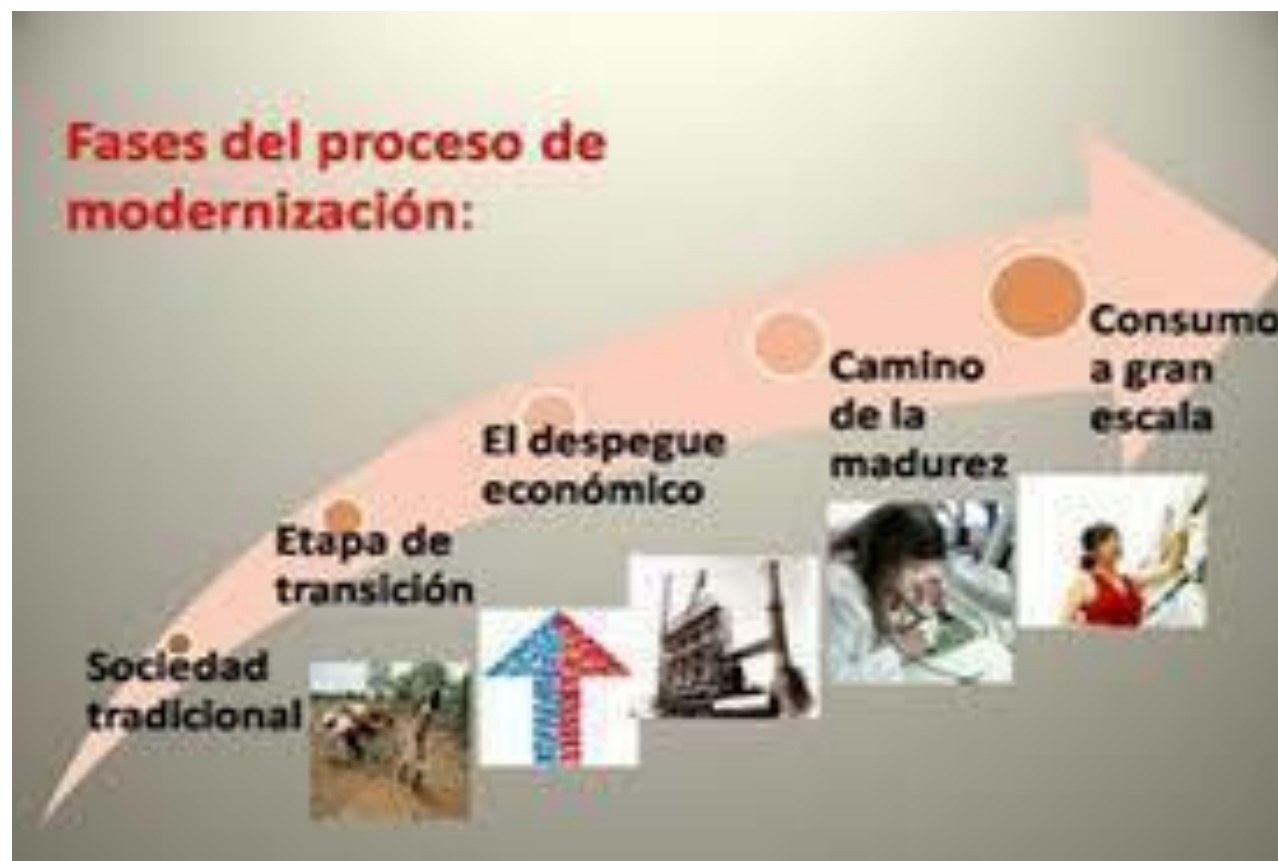 Fases del proceso de
modernización:
Sociedad
tradicional
Etapa de
transición
El despegue
económico
Camino
de la
madurez
Consumo
a gran
escala